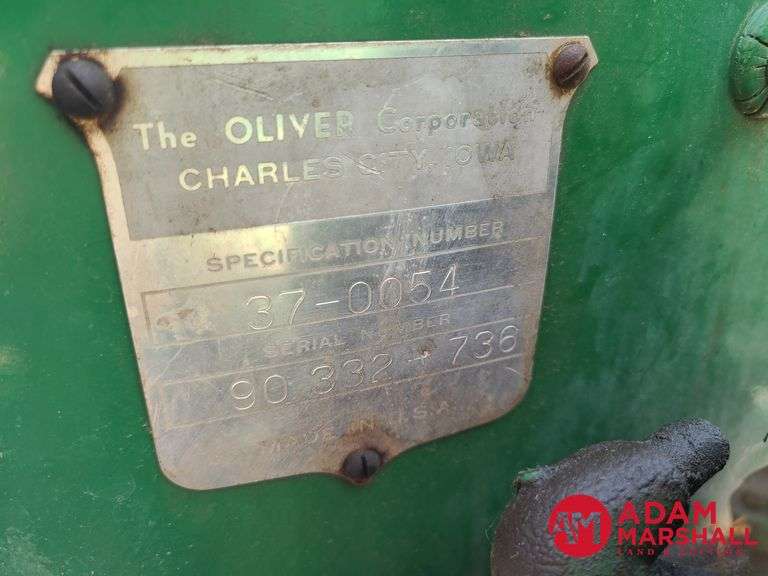 The OLIVER Corporation
CHARLES CITY, IOWA
SPECIFICATION NUMBER
37-0054
SERIAL NUMBER
90 332 - 736
MADE IN U.S.A.
AM
ADAM
MARSHALL
LAND & AUCTION